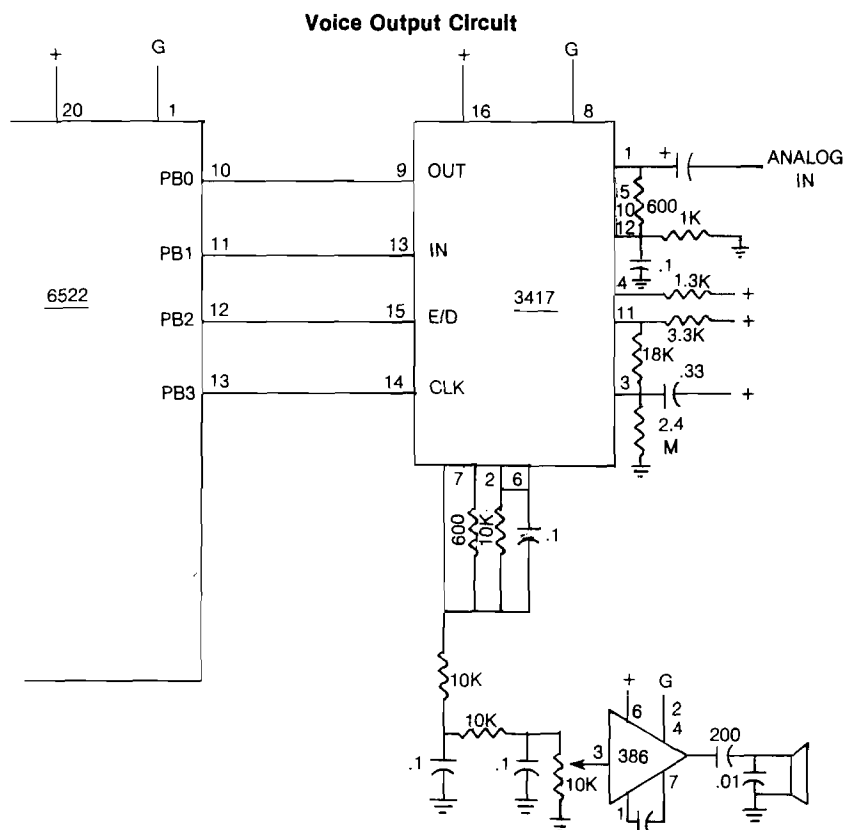 Voice Output Circuit
+ G + G
20 1 16 8
PB0 10 9 OUT 1 + ANALOG IN
5
10 600
12 1K
PB1 11 13 IN .1
6522 3417
4 1.3K +
PB2 12 15 E/D 11 3.3K +
18K
.33
PB3 13 14 CLK 3 +
2.4
M
7 2 6
600 10K .1
10K
+ G
6 2
4
10K 200
.1 .1 10K 3 386 7 .01
1